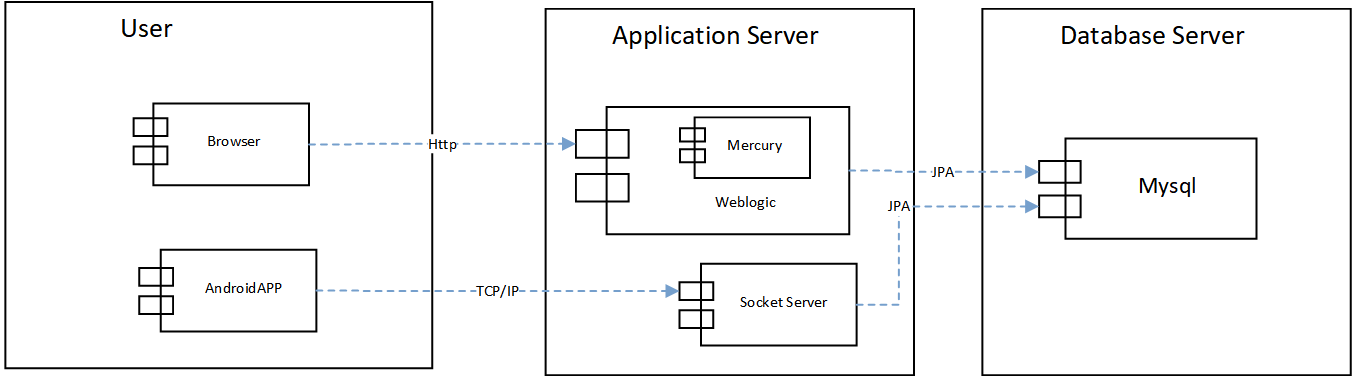 User
Application Server
Database Server
Browser
Http
Mercury
Weblogic
JPA
Mysql
JPA
AndroidAPP
TCP/IP
Socket Server